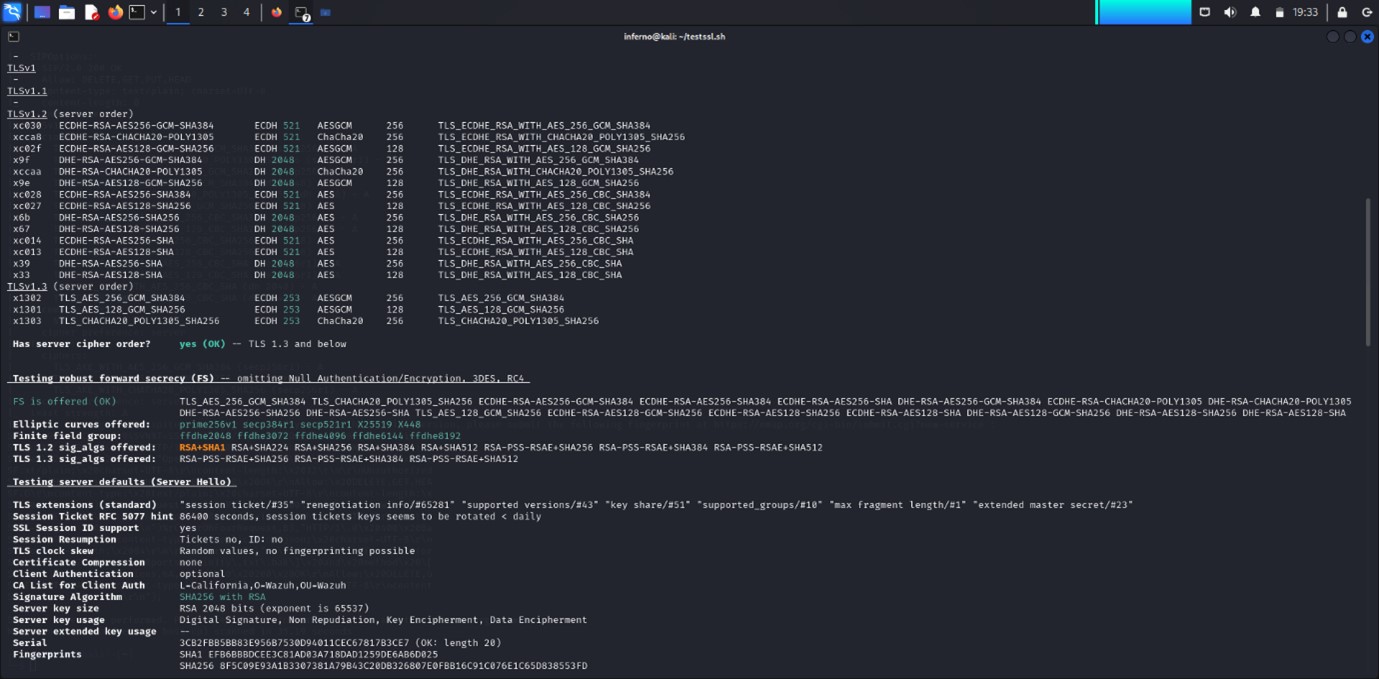 1 2 3 4 7 19:33
inferno@kali: ~/testssl.sh
-
TLSv1
-
TLSv1.1
-
TLSv1.2 (server order)
xc030 ECDHE-RSA-AES256-GCM-SHA384 ECDH 521 AESGCM 256 TLS_ECDHE_RSA_WITH_AES_256_GCM_SHA384
xcca8 ECDHE-RSA-CHACHA20-POLY1305 ECDH 521 ChaCha20 256 TLS_ECDHE_RSA_WITH_CHACHA20_POLY1305_SHA256
xc02f ECDHE-RSA-AES128-GCM-SHA256 ECDH 521 AESGCM 128 TLS_ECDHE_RSA_WITH_AES_128_GCM_SHA256
x9f DHE-RSA-AES256-GCM-SHA384 DH 2048 AESGCM 256 TLS_DHE_RSA_WITH_AES_256_GCM_SHA384
xccaa DHE-RSA-CHACHA20-POLY1305 DH 2048 ChaCha20 256 TLS_DHE_RSA_WITH_CHACHA20_POLY1305_SHA256
x9e DHE-RSA-AES128-GCM-SHA256 DH 2048 AESGCM 128 TLS_DHE_RSA_WITH_AES_128_GCM_SHA256
xc028 ECDHE-RSA-AES256-SHA384 ECDH 521 AES 256 TLS_ECDHE_RSA_WITH_AES_256_CBC_SHA384
xc027 ECDHE-RSA-AES128-SHA256 ECDH 521 AES 128 TLS_ECDHE_RSA_WITH_AES_128_CBC_SHA256
x6b DHE-RSA-AES256-SHA256 DH 2048 AES 256 TLS_DHE_RSA_WITH_AES_256_CBC_SHA256
x67 DHE-RSA-AES128-SHA256 DH 2048 AES 128 TLS_DHE_RSA_WITH_AES_128_CBC_SHA256
xc014 ECDHE-RSA-AES256-SHA ECDH 521 AES 256 TLS_ECDHE_RSA_WITH_AES_256_CBC_SHA
xc013 ECDHE-RSA-AES128-SHA ECDH 521 AES 128 TLS_ECDHE_RSA_WITH_AES_128_CBC_SHA
x39 DHE-RSA-AES256-SHA DH 2048 AES 256 TLS_DHE_RSA_WITH_AES_256_CBC_SHA
x33 DHE-RSA-AES128-SHA DH 2048 AES 128 TLS_DHE_RSA_WITH_AES_128_CBC_SHA
TLSv1.3 (server order)
x1302 TLS_AES_256_GCM_SHA384 ECDH 253 AESGCM 256 TLS_AES_256_GCM_SHA384
x1301 TLS_AES_128_GCM_SHA256 ECDH 253 AESGCM 128 TLS_AES_128_GCM_SHA256
x1303 TLS_CHACHA20_POLY1305_SHA256 ECDH 253 ChaCha20 256 TLS_CHACHA20_POLY1305_SHA256
Has server cipher order? yes (OK) -- TLS 1.3 and below
Testing robust forward secrecy (FS) -- omitting Null Authentication/Encryption, 3DES, RC4
FS is offered (OK) TLS_AES_256_GCM_SHA384 TLS_CHACHA20_POLY1305_SHA256 ECDHE-RSA-AES256-GCM-SHA384 ECDHE-RSA-AES256-SHA384 ECDHE-RSA-AES256-SHA DHE-RSA-AES256-GCM-SHA384 ECDHE-RSA-CHACHA20-POLY1305 DHE-RSA-CHACHA20-POLY1305
DHE-RSA-AES256-SHA256 DHE-RSA-AES256-SHA TLS_AES_128_GCM_SHA256 ECDHE-RSA-AES128-GCM-SHA256 ECDHE-RSA-AES128-SHA256 ECDHE-RSA-AES128-SHA DHE-RSA-AES128-GCM-SHA256 DHE-RSA-AES128-SHA256 DHE-RSA-AES128-SHA
Elliptic curves offered: prime256v1 secp384r1 secp521r1 X25519 X448
Finite field group: ffdhe2048 ffdhe3072 ffdhe4096 ffdhe6144 ffdhe8192
TLS 1.2 sig_algs offered: RSA+SHA1 RSA+SHA224 RSA+SHA256 RSA+SHA384 RSA+SHA512 RSA-PSS-RSAE+SHA256 RSA-PSS-RSAE+SHA384 RSA-PSS-RSAE+SHA512
TLS 1.3 sig_algs offered: RSA-PSS-RSAE+SHA256 RSA-PSS-RSAE+SHA384 RSA-PSS-RSAE+SHA512
Testing server defaults (Server Hello)
TLS extensions (standard) "session ticket/#35" "renegotiation info/#65281" "supported versions/#43" "key share/#51" "supported_groups/#10" "max fragment length/#1" "extended master secret/#23"
Session Ticket RFC 5077 hint 86400 seconds, session tickets keys seems to be rotated < daily
SSL Session ID support yes
Session Resumption Tickets no, ID: no
TLS clock skew Random values, no fingerprinting possible
Certificate Compression none
Client Authentication optional
CA List for Client Auth L=California,O=Wazuh,OU=Wazuh
Signature Algorithm SHA256 with RSA
Server key size RSA 2048 bits (exponent is 65537)
Server key usage Digital Signature, Non Repudiation, Key Encipherment, Data Encipherment
Server extended key usage --
Serial 3CB2FBB5BB83E956B7530D94011CEC67817B3CE7 (OK: length 20)
Fingerprints SHA1 EFB6BBBDCEE3C81AD03A718DAD1259DE6AB6D025
SHA256 8F5C09E93A1B3307381A79B43C20DB326807E0FBB16C91C076E1C65D838553FD